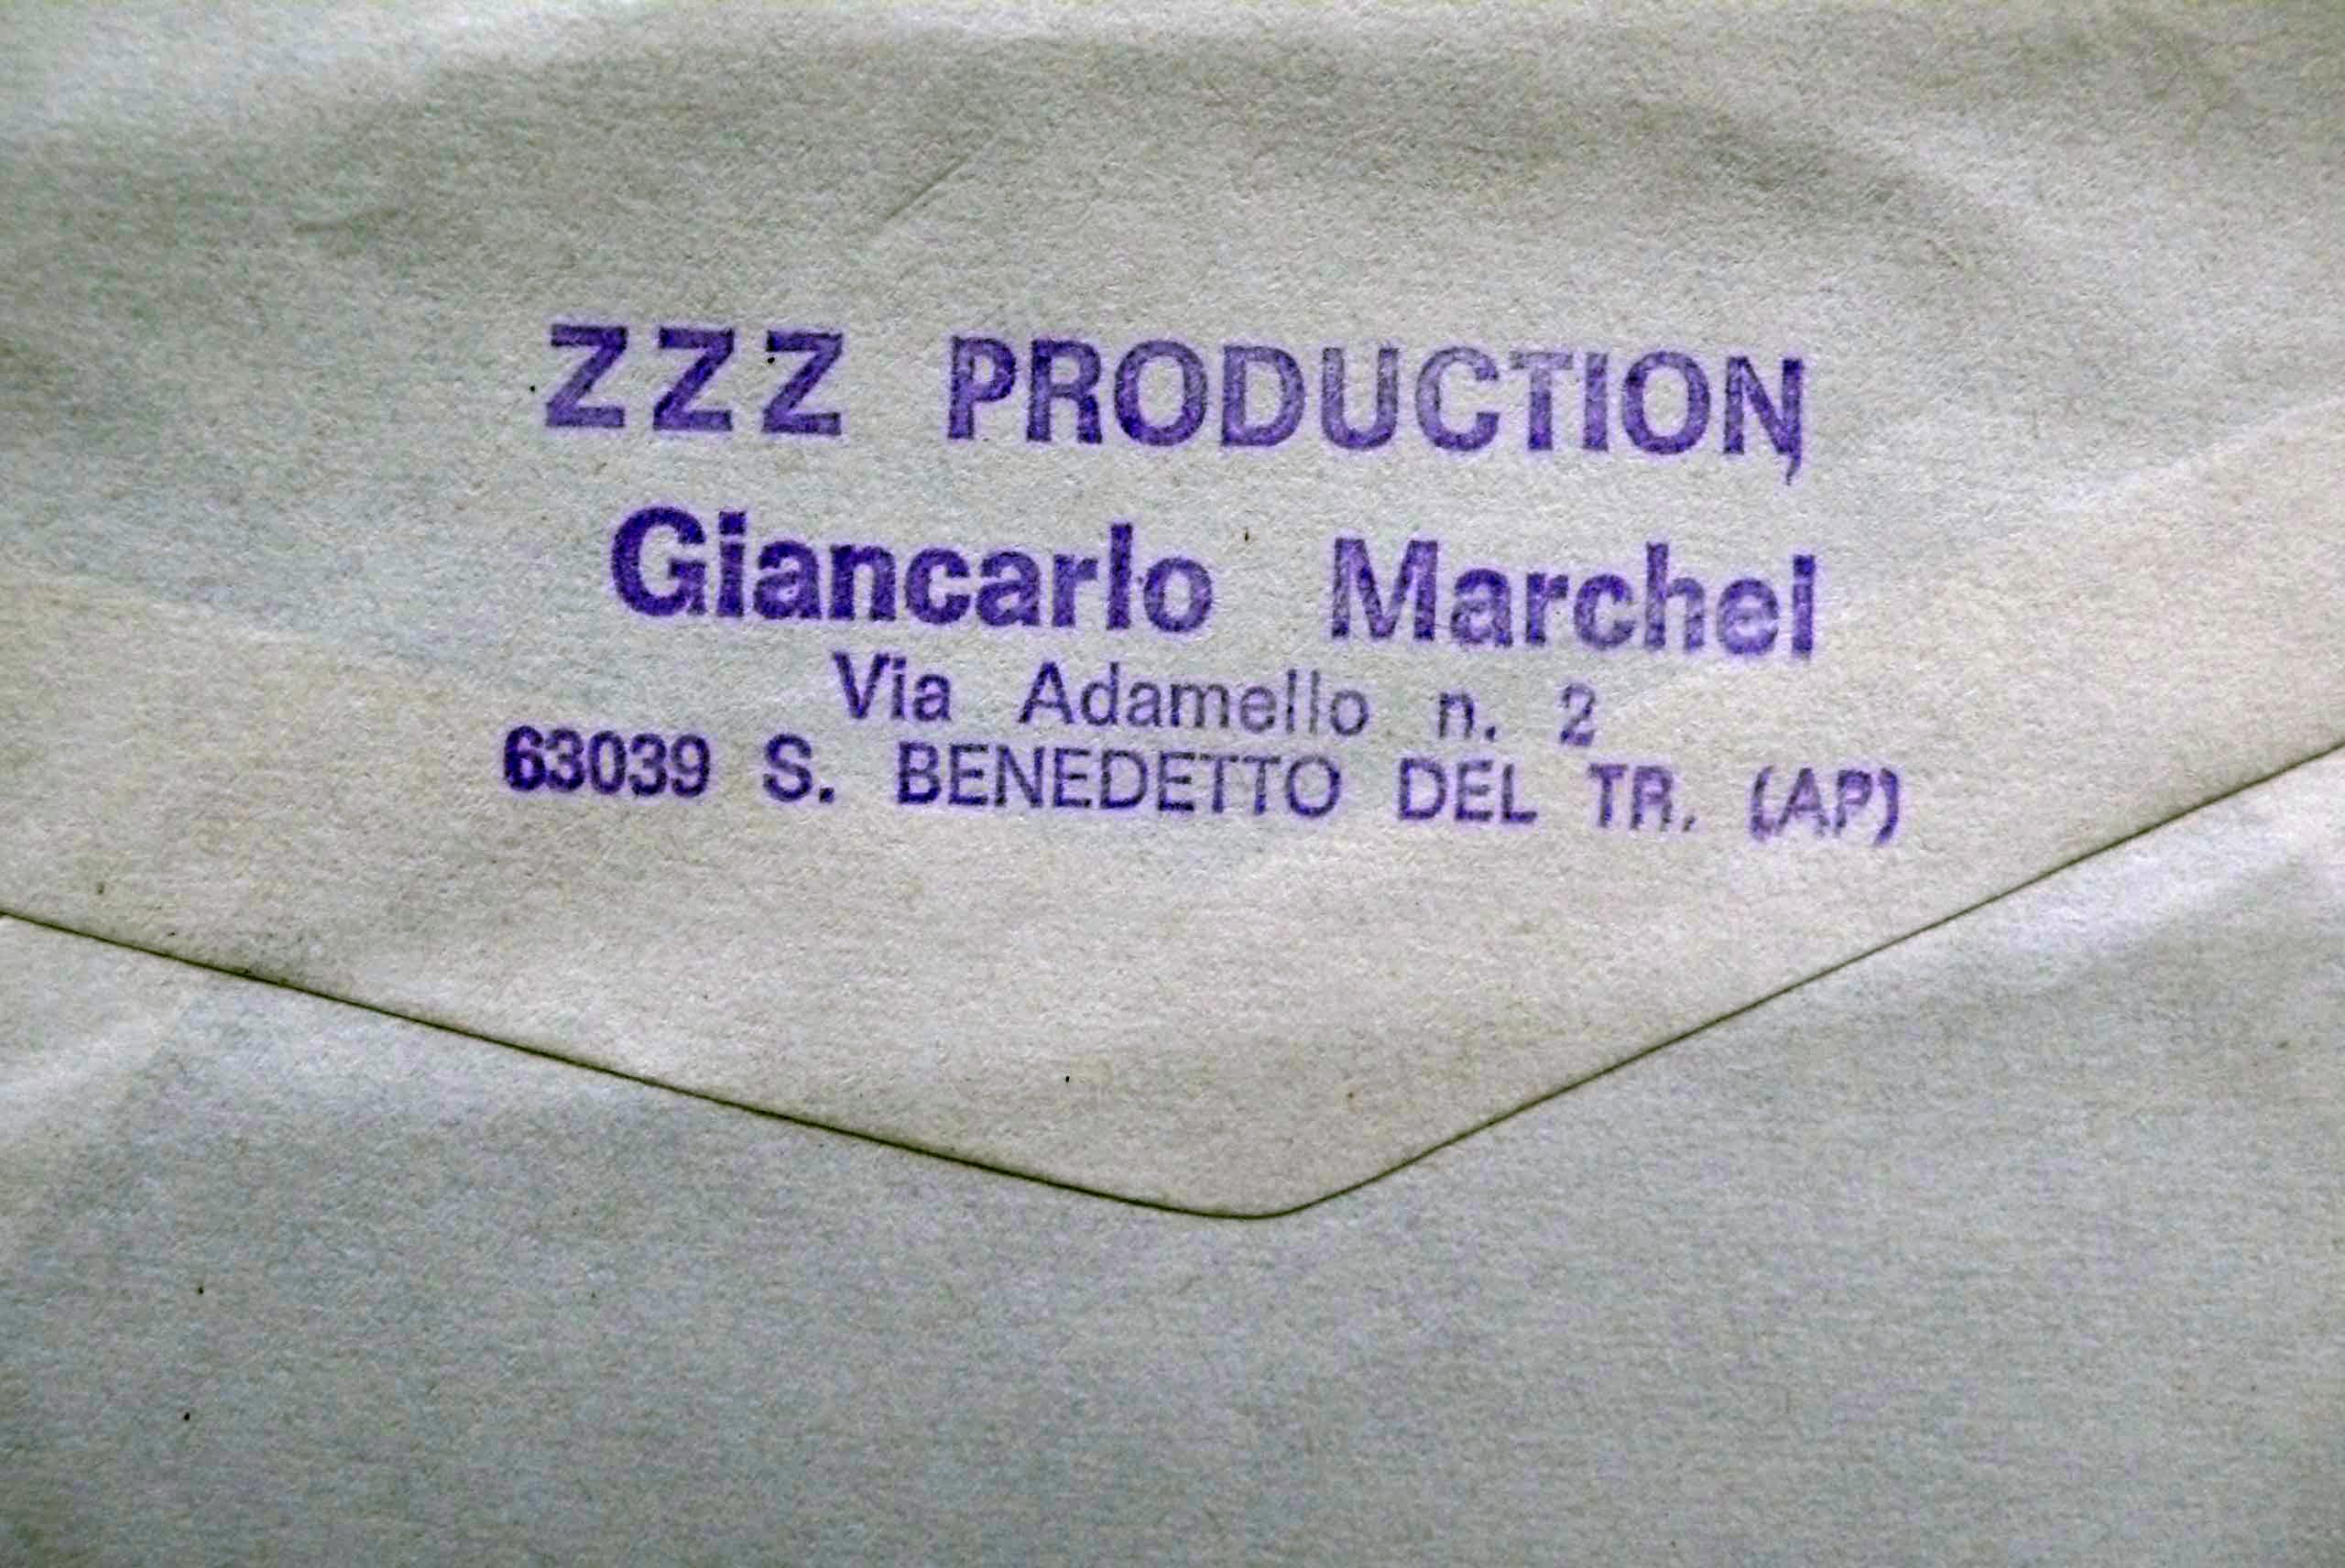 ZZZ PRODUCTION,
Giancarlo Marchei
Via Adamello n. 2
63039 S. BENEDETTO DEL TR. (AP)